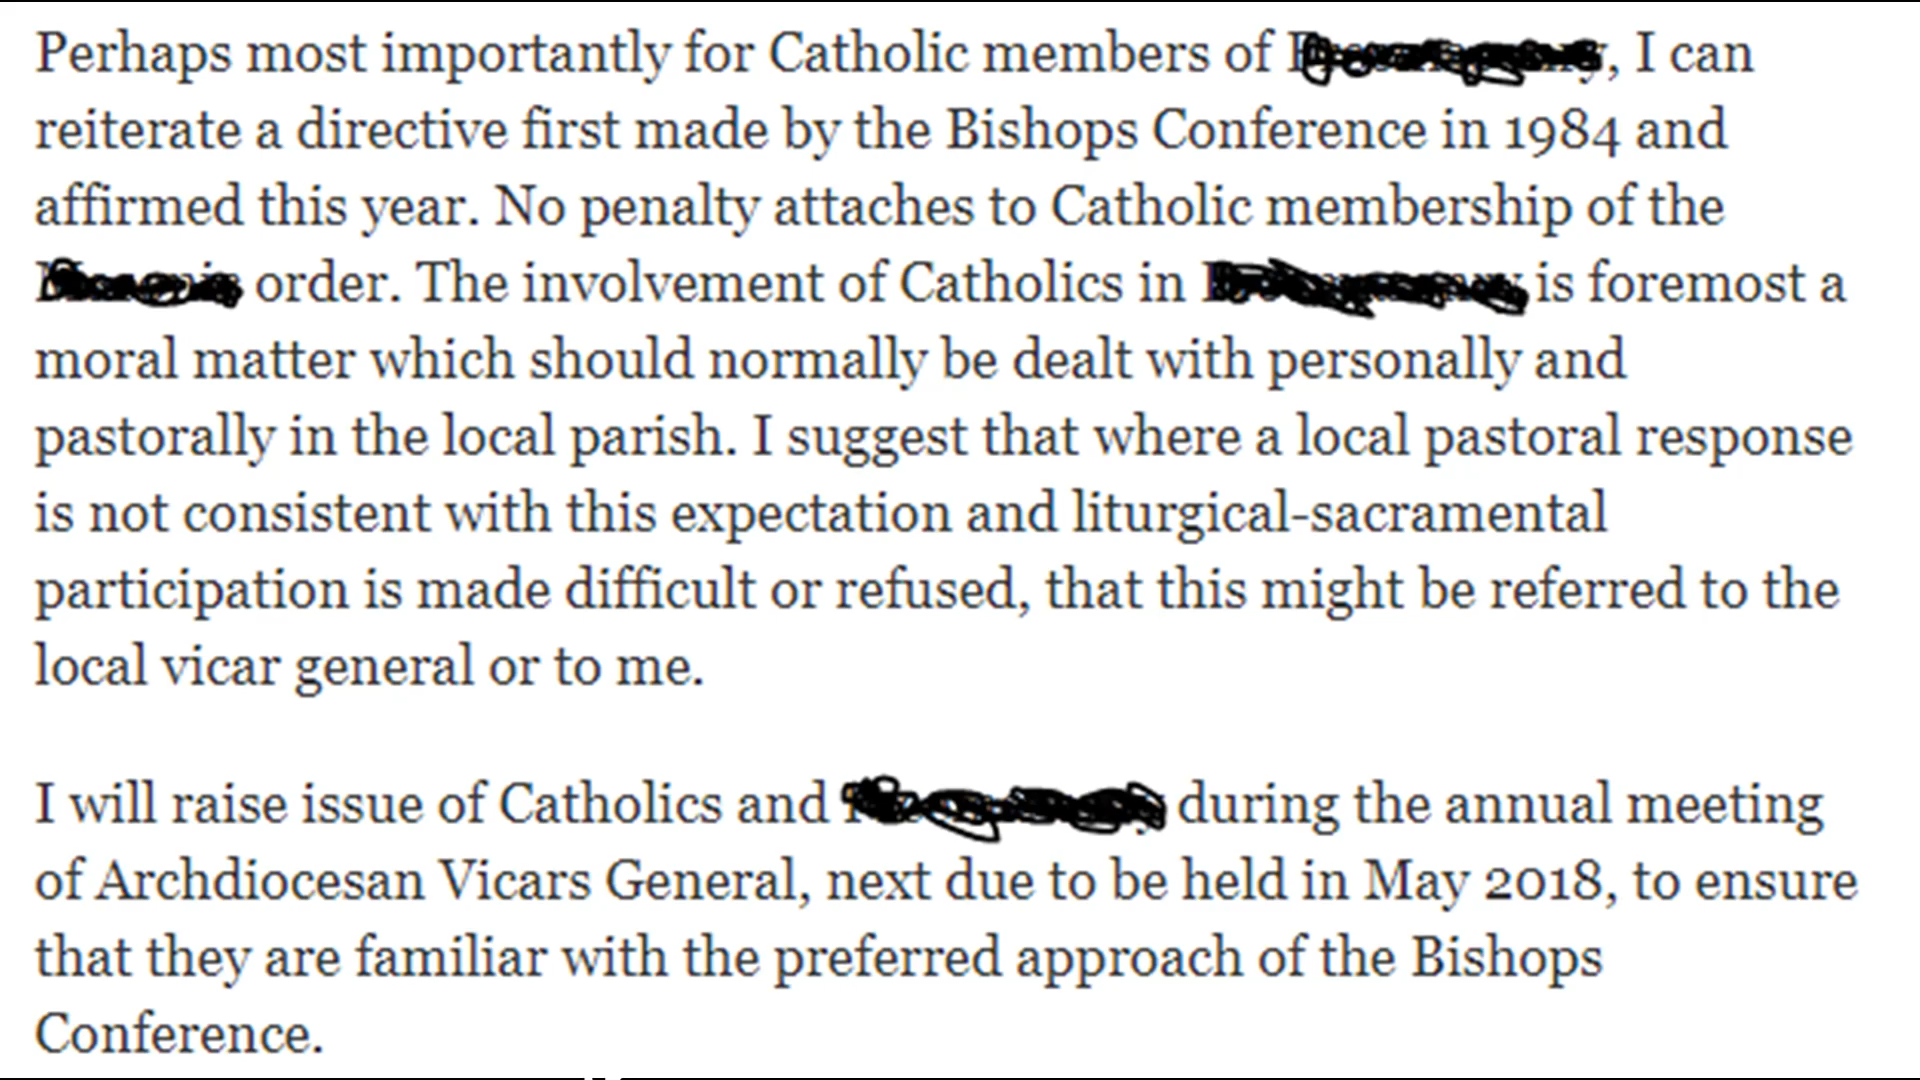 Perhaps most importantly for Catholic members of , I can
reiterate a directive first made by the Bishops Conference in 1984 and
affirmed this year. No penalty attaches to Catholic membership of the
order. The involvement of Catholics in is foremost a
moral matter which should normally be dealt with personally and
pastorally in the local parish. I suggest that where a local pastoral response
is not consistent with this expectation and liturgical-sacramental
participation is made difficult or refused, that this might be referred to the
local vicar general or to me.
I will raise issue of Catholics and during the annual meeting
of Archdiocesan Vicars General, next due to be held in May 2018, to ensure
that they are familiar with the preferred approach of the Bishops
Conference.